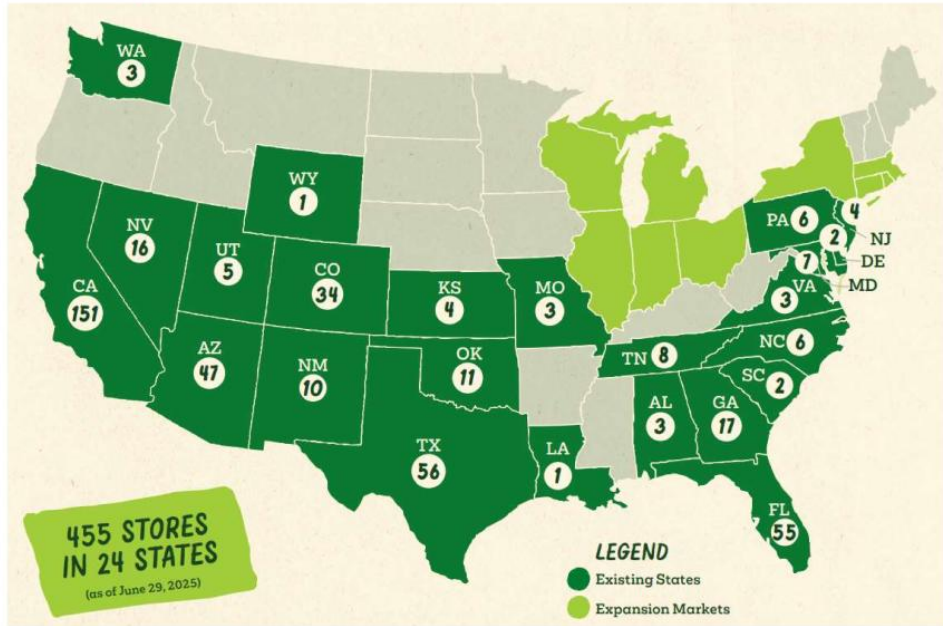 WA
3
WY
1
NV
16
UT
5
CO
34
CA
151
KS
4
MO
3
PA 6
4
2
NJ
7
DE
MD
VA
3
AZ
47
NM
10
OK
11
TN 8
NC 6
SC 2
AL
3
GA
17
TX
56
LA
1
FL
55
455 STORES
IN 24 STATES
(as of June 29, 2025)
LEGEND
Existing States
Expansion Markets